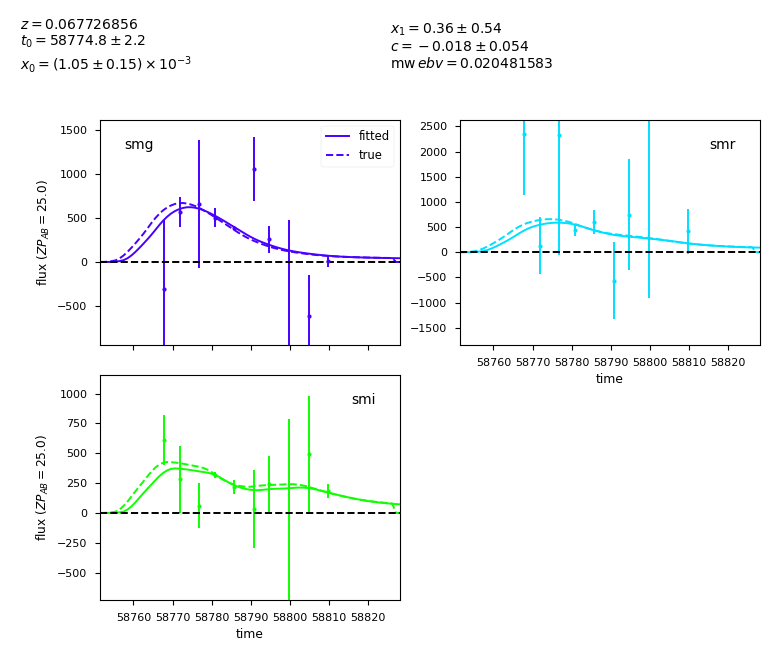 z = 0.067726856
t₀ = 58774.8 ± 2.2
x₀ = (1.05 ± 0.15) × 10⁻³
x₁ = 0.36 ± 0.54
c = −0.018 ± 0.054
mw ebv = 0.020481583
smg
fitted
true
1500
1000
500
0
−500
flux (ZP_AB = 25.0)
smr
2500
2000
1500
1000
500
0
−500
−1000
−1500
58760 58770 58780 58790 58800 58810 58820
time
smi
1000
750
500
250
0
−250
−500
flux (ZP_AB = 25.0)
58760 58770 58780 58790 58800 58810 58820
time